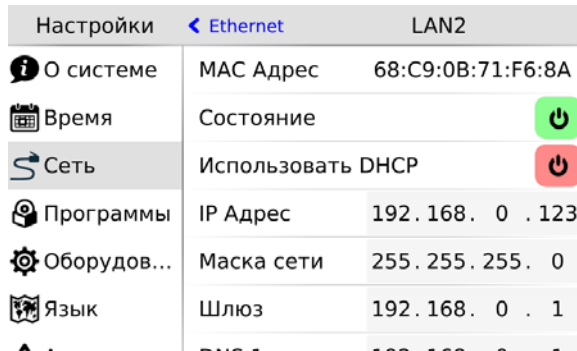 Настройки
Ethernet
LAN2
О системе
MAC Адрес
68:C9:0B:71:F6:8A
Время
Состояние
Сеть
Использовать DHCP
Программы
IP Адрес
192.168. 0 .123
Оборудов...
Маска сети
255.255.255. 0
Язык
Шлюз
192.168. 0 . 1